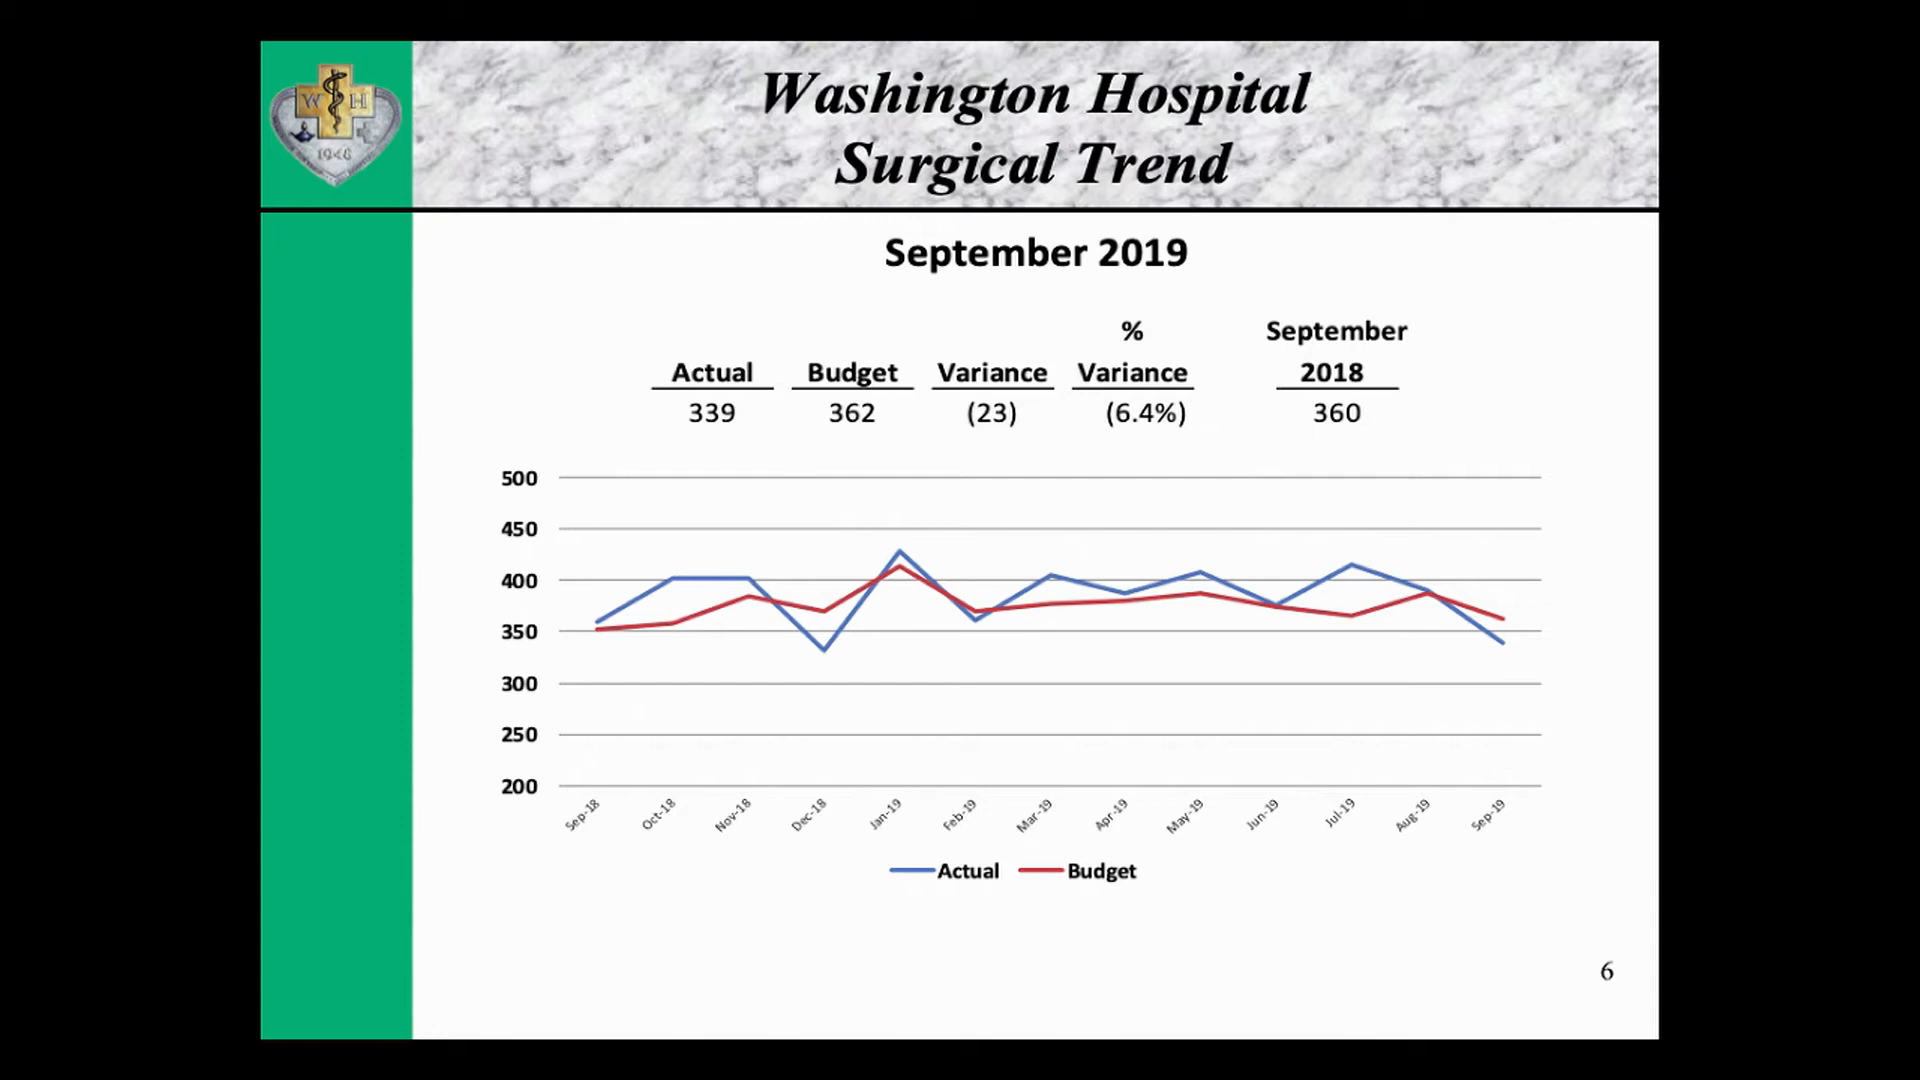 W H
1948
Washington Hospital
Surgical Trend
September 2019
% September
Actual Budget Variance Variance 2018
339 362 (23) (6.4%) 360
500
450
400
350
300
250
200
Sep-18 Oct-18 Nov-18 Dec-18 Jan-19 Feb-19 Mar-19 Apr-19 May-19 Jun-19 Jul-19 Aug-19 Sep-19
Actual Budget
6